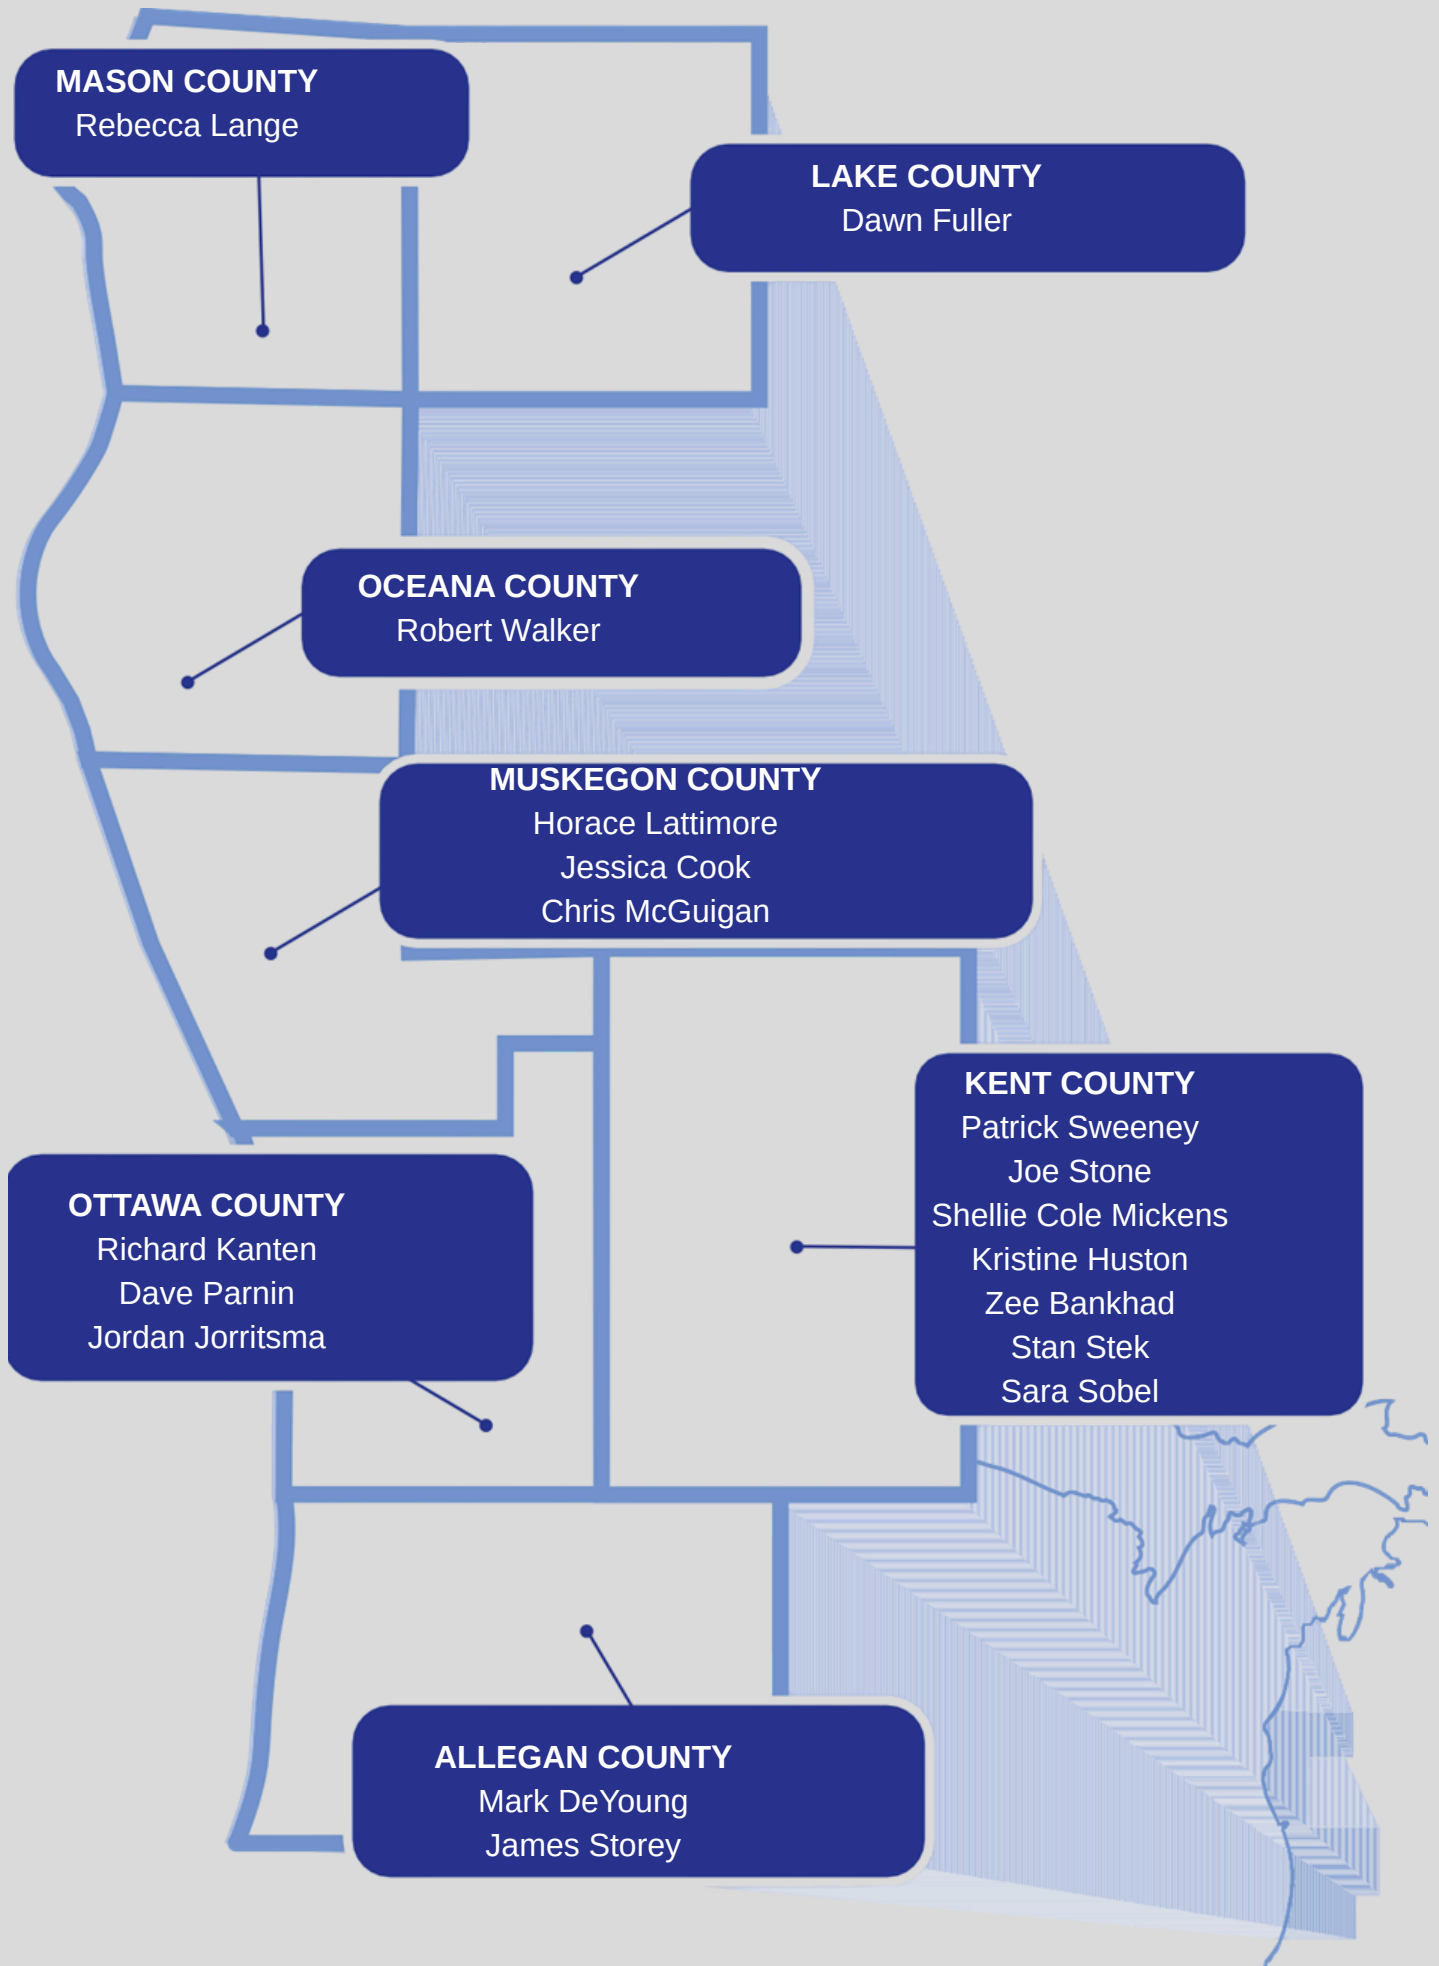 MASON COUNTY
Rebecca Lange
LAKE COUNTY
Dawn Fuller
OCEANA COUNTY
Robert Walker
MUSKEGON COUNTY
Horace Lattimore
Jessica Cook
Chris McGuigan
KENT COUNTY
Patrick Sweeney
Joe Stone
Shellie Cole Mickens
Kristine Huston
Zee Bankhad
Stan Stek
Sara Sobel
OTTAWA COUNTY
Richard Kanten
Dave Parnin
Jordan Jorritsma
ALLEGAN COUNTY
Mark DeYoung
James Storey